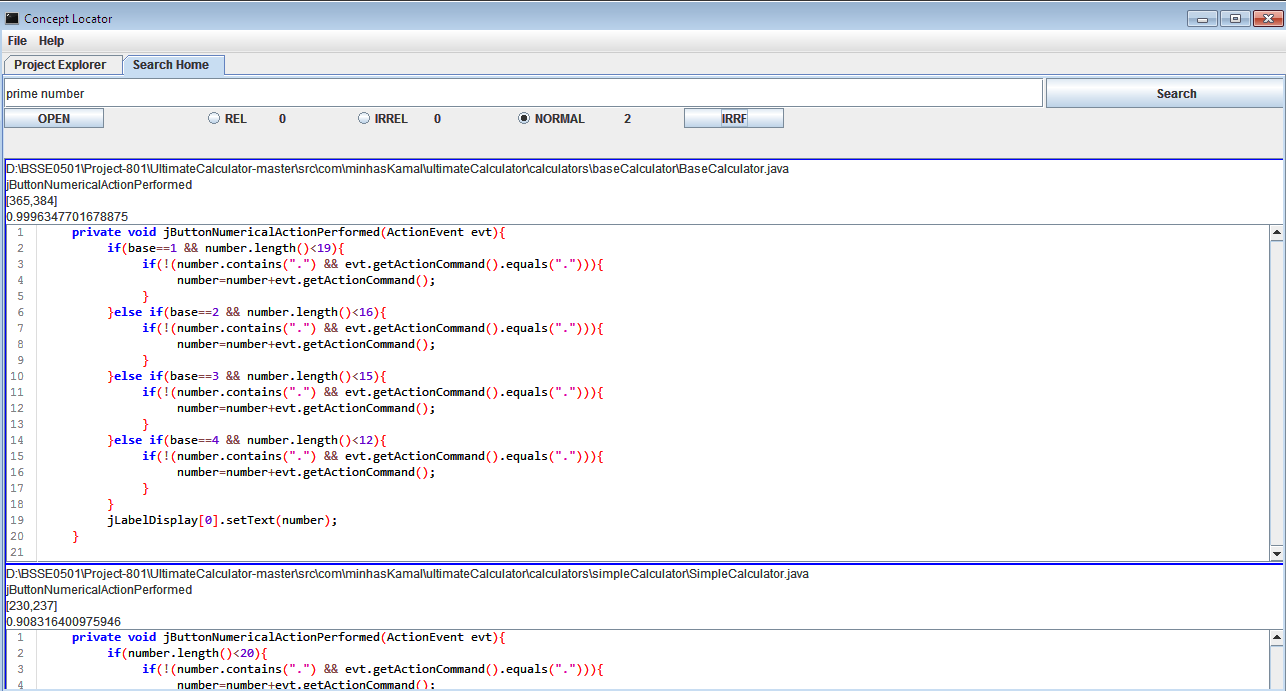 Concept Locator
File Help
Project Explorer Search Home
prime number Search
OPEN REL 0 IRREL 0 NORMAL 2 IRRF
D:\BSSE0501\Project-801\UltimateCalculator-master\src\com\minhasKamal\ultimateCalculator\calculators\baseCalculator\BaseCalculator.java
jButtonNumericalActionPerformed
[365,384]
0.9996347701678875
1 private void jButtonNumericalActionPerformed(ActionEvent evt){
2 if(base==1 && number.length()<19){
3 if(!(number.contains(".") && evt.getActionCommand().equals("."))){
4 number=number+evt.getActionCommand();
5 }
6 }else if(base==2 && number.length()<16){
7 if(!(number.contains(".") && evt.getActionCommand().equals("."))){
8 number=number+evt.getActionCommand();
9 }
10 }else if(base==3 && number.length()<15){
11 if(!(number.contains(".") && evt.getActionCommand().equals("."))){
12 number=number+evt.getActionCommand();
13 }
14 }else if(base==4 && number.length()<12){
15 if(!(number.contains(".") && evt.getActionCommand().equals("."))){
16 number=number+evt.getActionCommand();
17 }
18 }
19 jLabelDisplay[0].setText(number);
20 }
21
D:\BSSE0501\Project-801\UltimateCalculator-master\src\com\minhasKamal\ultimateCalculator\calculators\simpleCalculator\SimpleCalculator.java
jButtonNumericalActionPerformed
[230,237]
0.908316400975946
1 private void jButtonNumericalActionPerformed(ActionEvent evt){
2 if(number.length()<20){
3 if(!(number.contains(".") && evt.getActionCommand().equals("."))){
4 number=number+evt.getActionCommand();